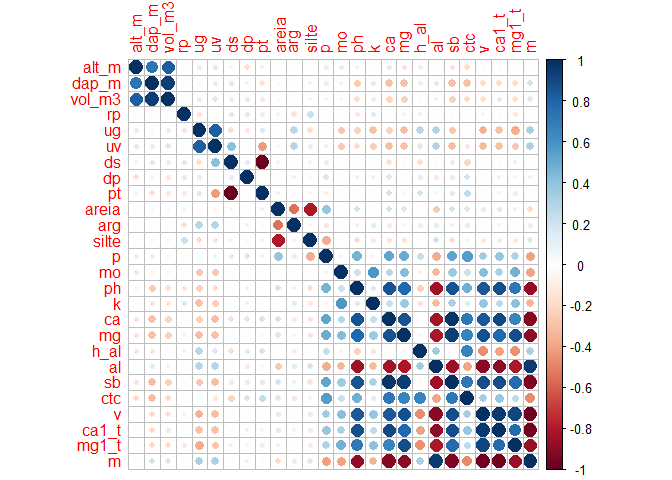 alt_m dap_m vol_m3 rp ug uv ds dp pt areia arg silte p mo ph k ca mg h_al al sb ctc v ca1_t mg1_t m
alt_m
dap_m
vol_m3
rp
ug
uv
ds
dp
pt
areia
arg
silte
p
mo
ph
k
ca
mg
h_al
al
sb
ctc
v
ca1_t
mg1_t
m
1
0.8
0.6
0.4
0.2
0
-0.2
-0.4
-0.6
-0.8
-1